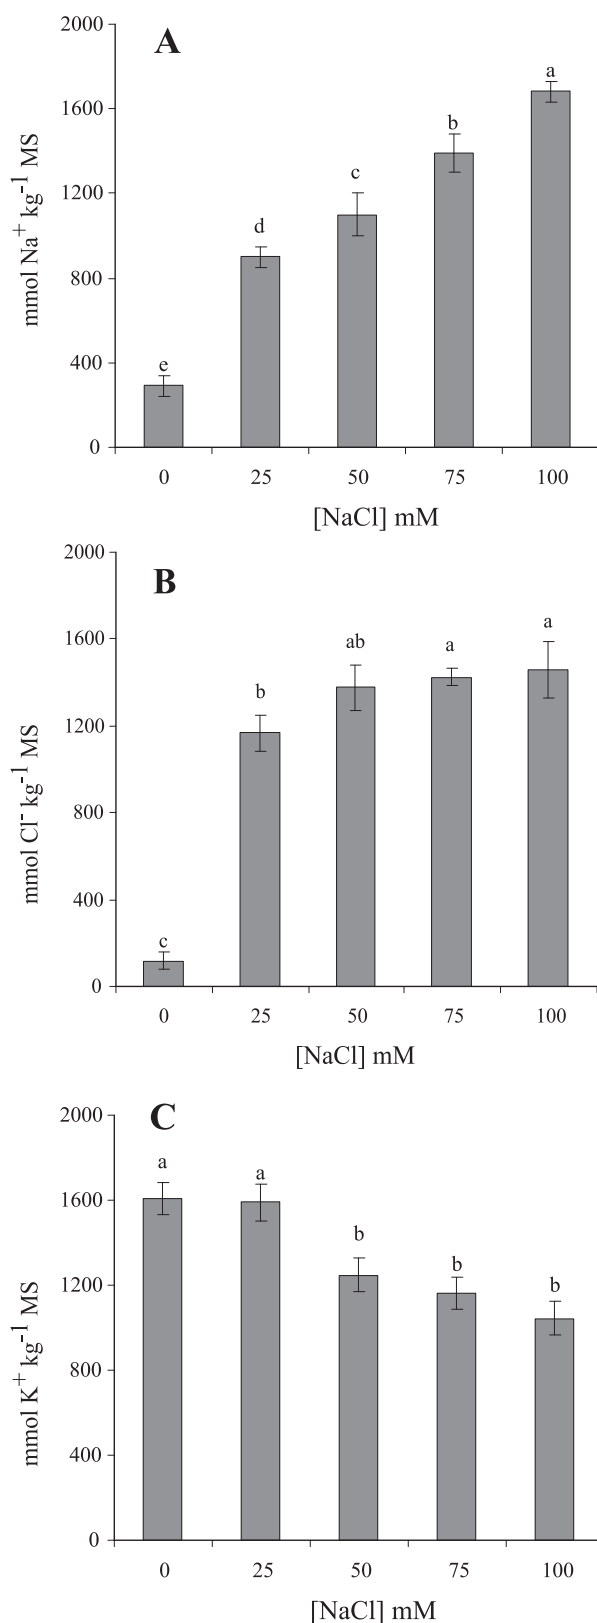 A
2000
1600
1200
800
400
0
mmol Na⁺ kg⁻¹ MS
e
d
c
b
a
0 25 50 75 100
[NaCl] mM
B
2000
1600
1200
800
400
0
mmol Cl⁻ kg⁻¹ MS
c
b
ab
a
a
0 25 50 75 100
[NaCl] mM
C
2000
1600
1200
800
400
0
mmol K⁺ kg⁻¹ MS
a
a
b
b
b
0 25 50 75 100
[NaCl] mM